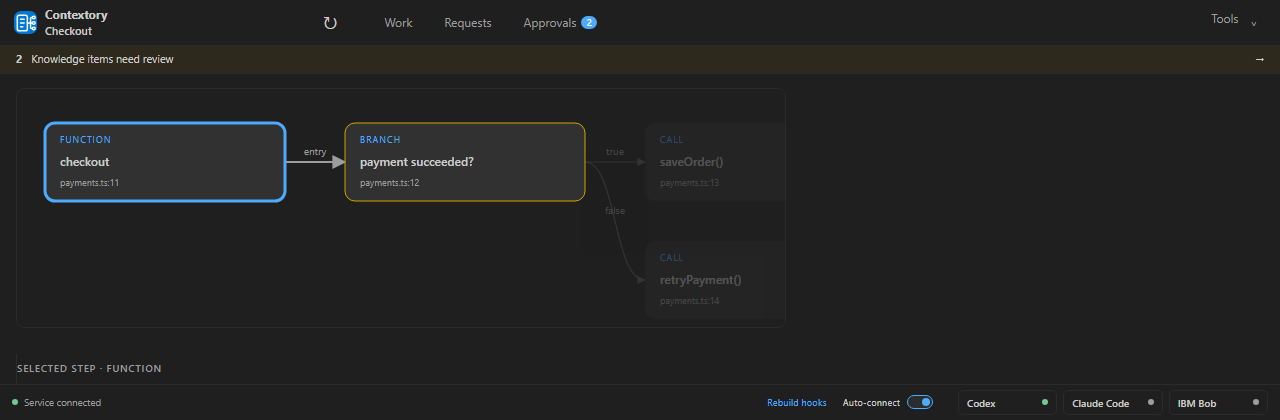 Contextory
Checkout
↻ Work Requests Approvals 2 Tools
2 Knowledge items need review →
FUNCTION
checkout
payments.ts:11
entry
BRANCH
payment succeeded?
payments.ts:12
true
false
CALL
saveOrder()
payments.ts:13
CALL
retryPayment()
payments.ts:14
SELECTED STEP · FUNCTION
Service connected Rebuild hooks Auto-connect Codex Claude Code IBM Bob